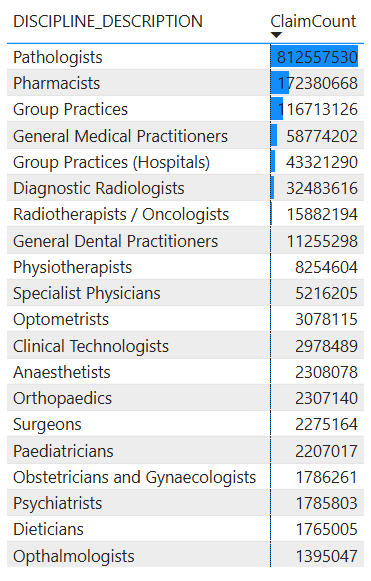 DISCIPLINE_DESCRIPTION ClaimCount
Pathologists 812557530
Pharmacists 172380668
Group Practices 116713126
General Medical Practitioners 58774202
Group Practices (Hospitals) 43321290
Diagnostic Radiologists 32483616
Radiotherapists / Oncologists 15882194
General Dental Practitioners 11255298
Physiotherapists 8254604
Specialist Physicians 5216205
Optometrists 3078115
Clinical Technologists 2978489
Anaesthetists 2308078
Orthopaedics 2307140
Surgeons 2275164
Paediatricians 2207017
Obstetricians and Gynaecologists 1786261
Psychiatrists 1785803
Dieticians 1765005
Opthalmologists 1395047